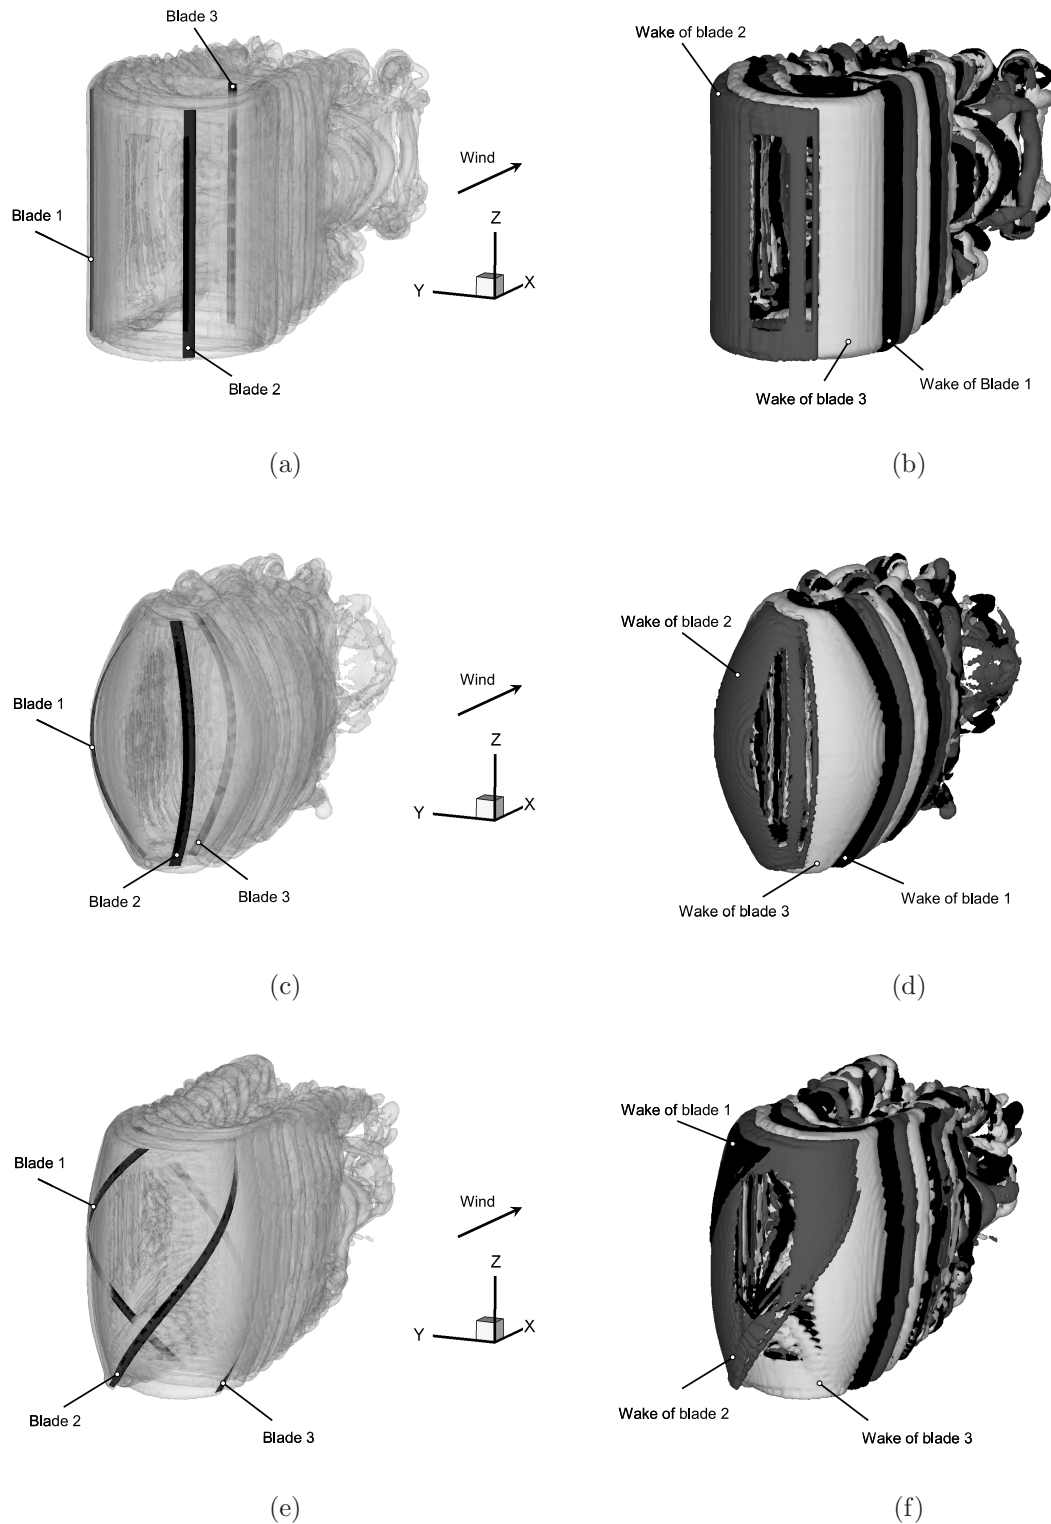 Blade 3
Wake of blade 2
Wind
Blade 1
Z
Y
X
Blade 2
Wake of Blade 1
Wake of blade 3
(a)
(b)
Wake of blade 2
Blade 1
Wind
Z
Y
X
Blade 2
Blade 3
Wake of blade 1
Wake of blade 3
(c)
(d)
Wake of blade 1
Blade 1
Wind
Z
Y
X
Blade 2
Blade 3
Wake of blade 2
Wake of blade 3
(e)
(f)